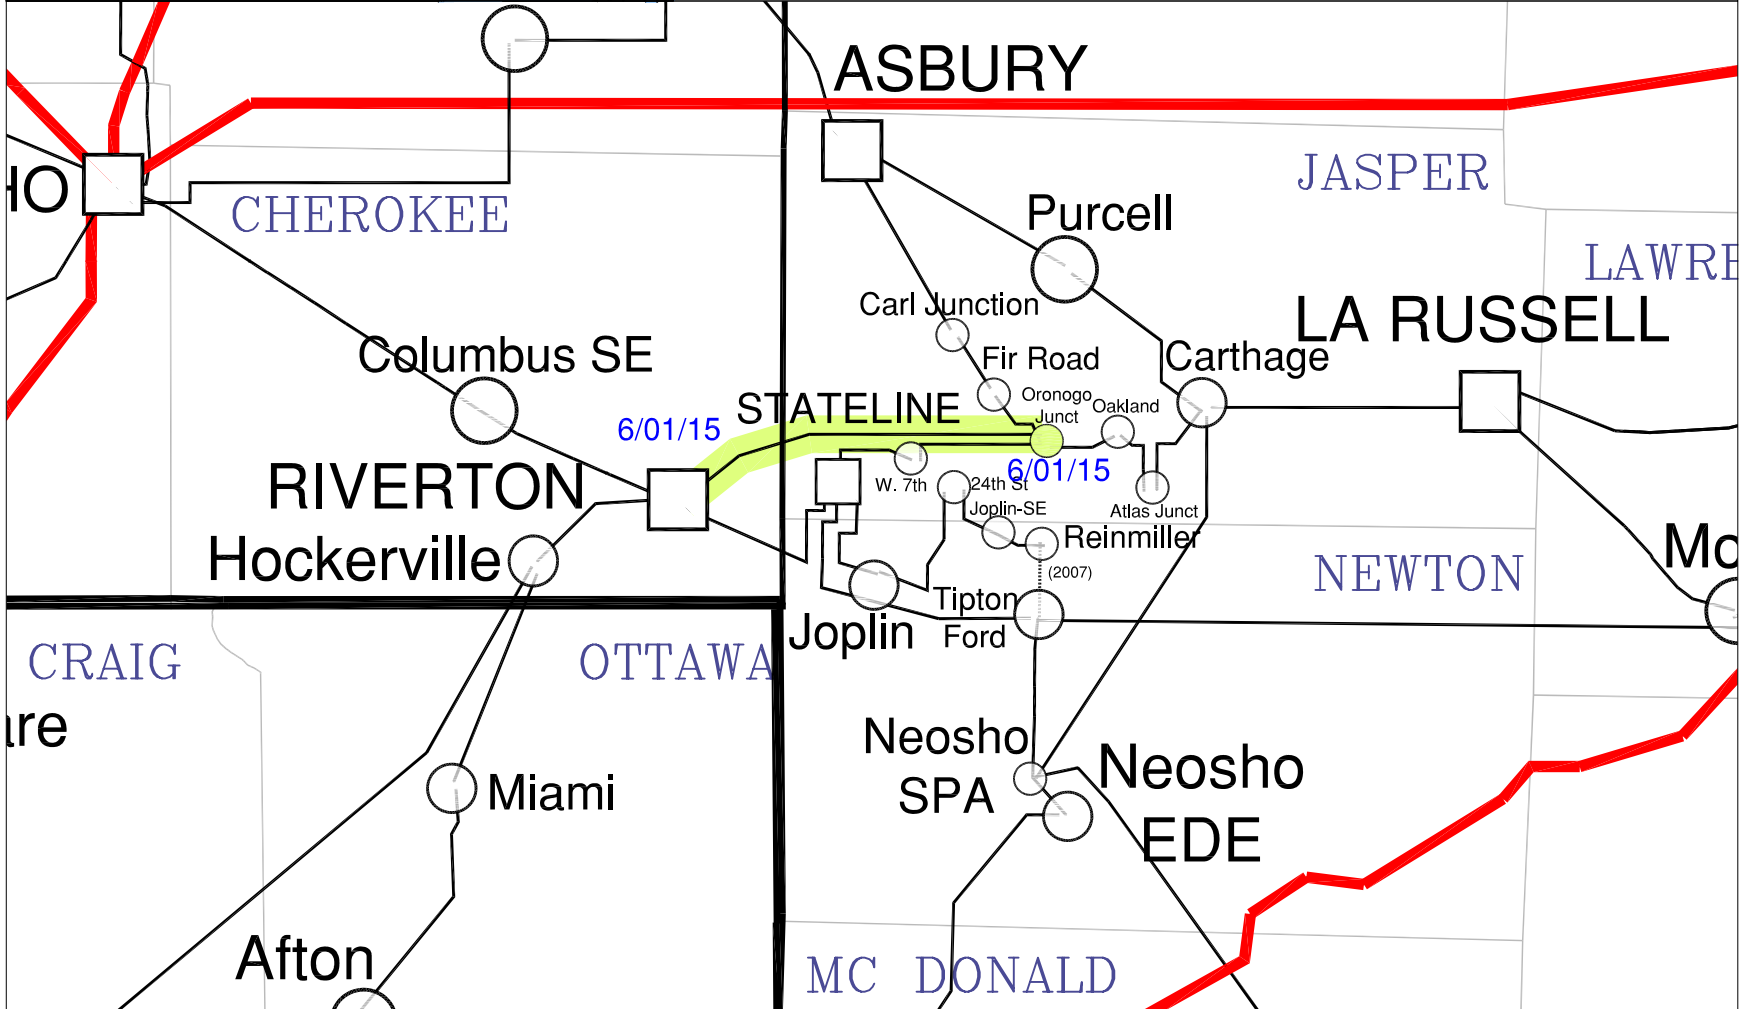 ASBURY
JASPER
HO
CHEROKEE
Purcell
LAWRE
Carl Junction
LA RUSSELL
Columbus SE
Fir Road
Carthage
STATELINE
Oronogo
Junct
Oakland
6/01/15
6/01/15
RIVERTON
W. 7th
24th St
Joplin-SE
Atlas Junct
Reinmiller
Hockerville
(2007)
NEWTON
Mc
Tipton
Ford
Joplin
CRAIG
OTTAWA
are
Neosho
SPA
Neosho
EDE
Miami
Afton
MC DONALD